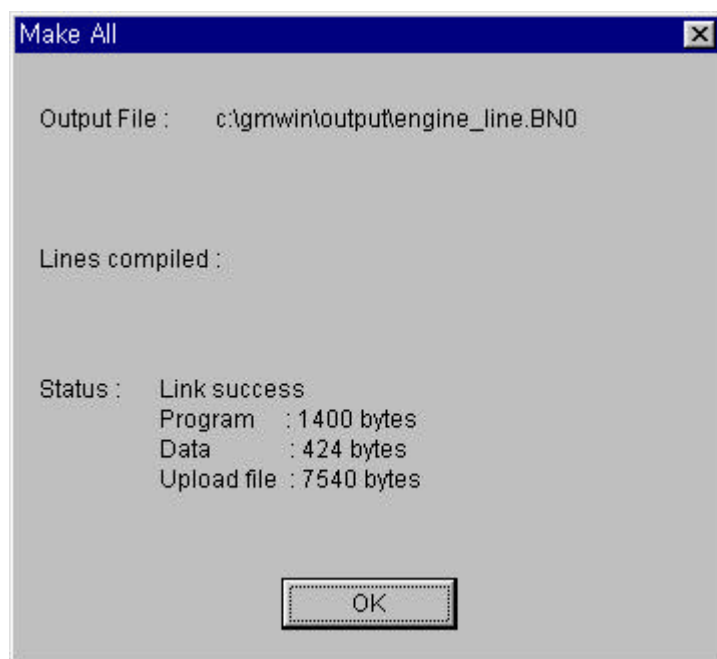 Make All
Output File : c:\gmwin\output\engine_line.BN0
Lines compiled :
Status : Link success
Program : 1400 bytes
Data : 424 bytes
Upload file : 7540 bytes
OK